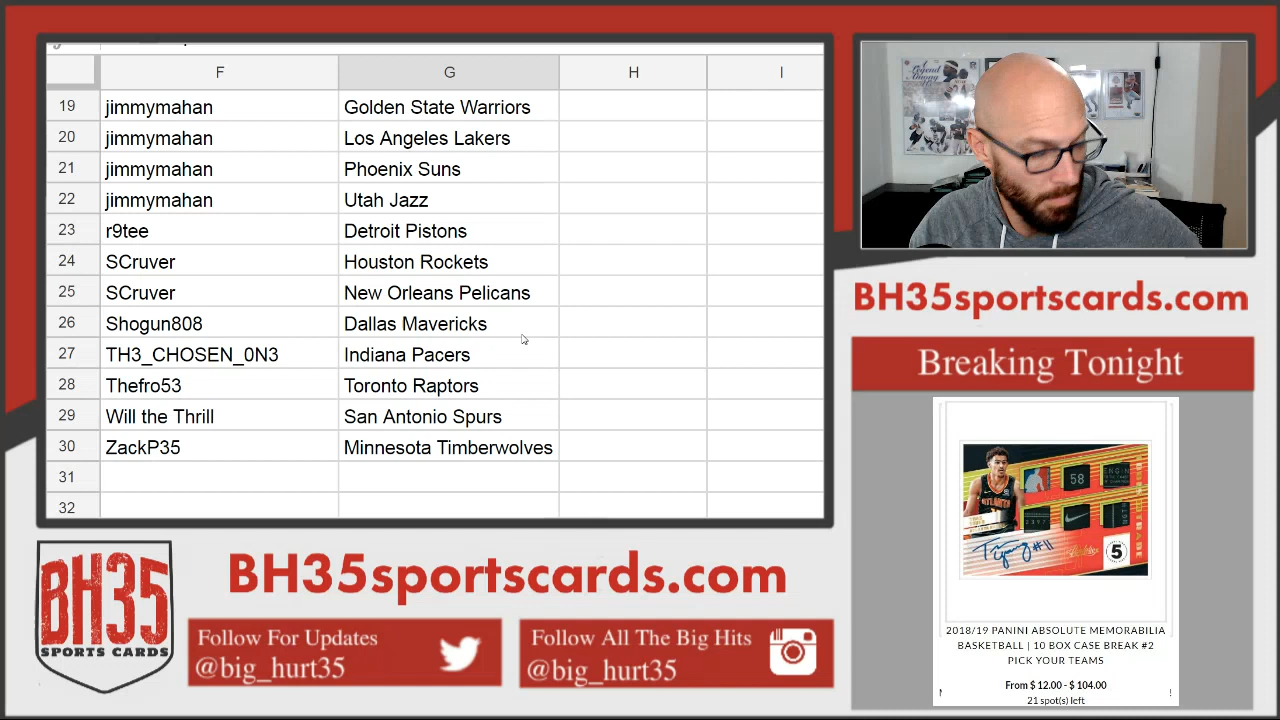 F G H I
19 jimmymahan Golden State Warriors
20 jimmymahan Los Angeles Lakers
21 jimmymahan Phoenix Suns
22 jimmymahan Utah Jazz
23 r9tee Detroit Pistons
24 SCruver Houston Rockets
25 SCruver New Orleans Pelicans
26 Shogun808 Dallas Mavericks
27 TH3_CHOSEN_0N3 Indiana Pacers
28 Thefro53 Toronto Raptors
29 Will the Thrill San Antonio Spurs
30 ZackP35 Minnesota Timberwolves
31
32
BH35sportscards.com
Breaking Tonight
58
5
2018/19 PANINI ABSOLUTE MEMORABILIA
BASKETBALL | 10 BOX CASE BREAK #2
PICK YOUR TEAMS
From $ 12.00 - $ 104.00
21 spot(s) left
BH35
SPORTS CARDS
BH35sportscards.com
Follow For Updates
@big_hurt35
Follow All The Big Hits
@big_hurt35